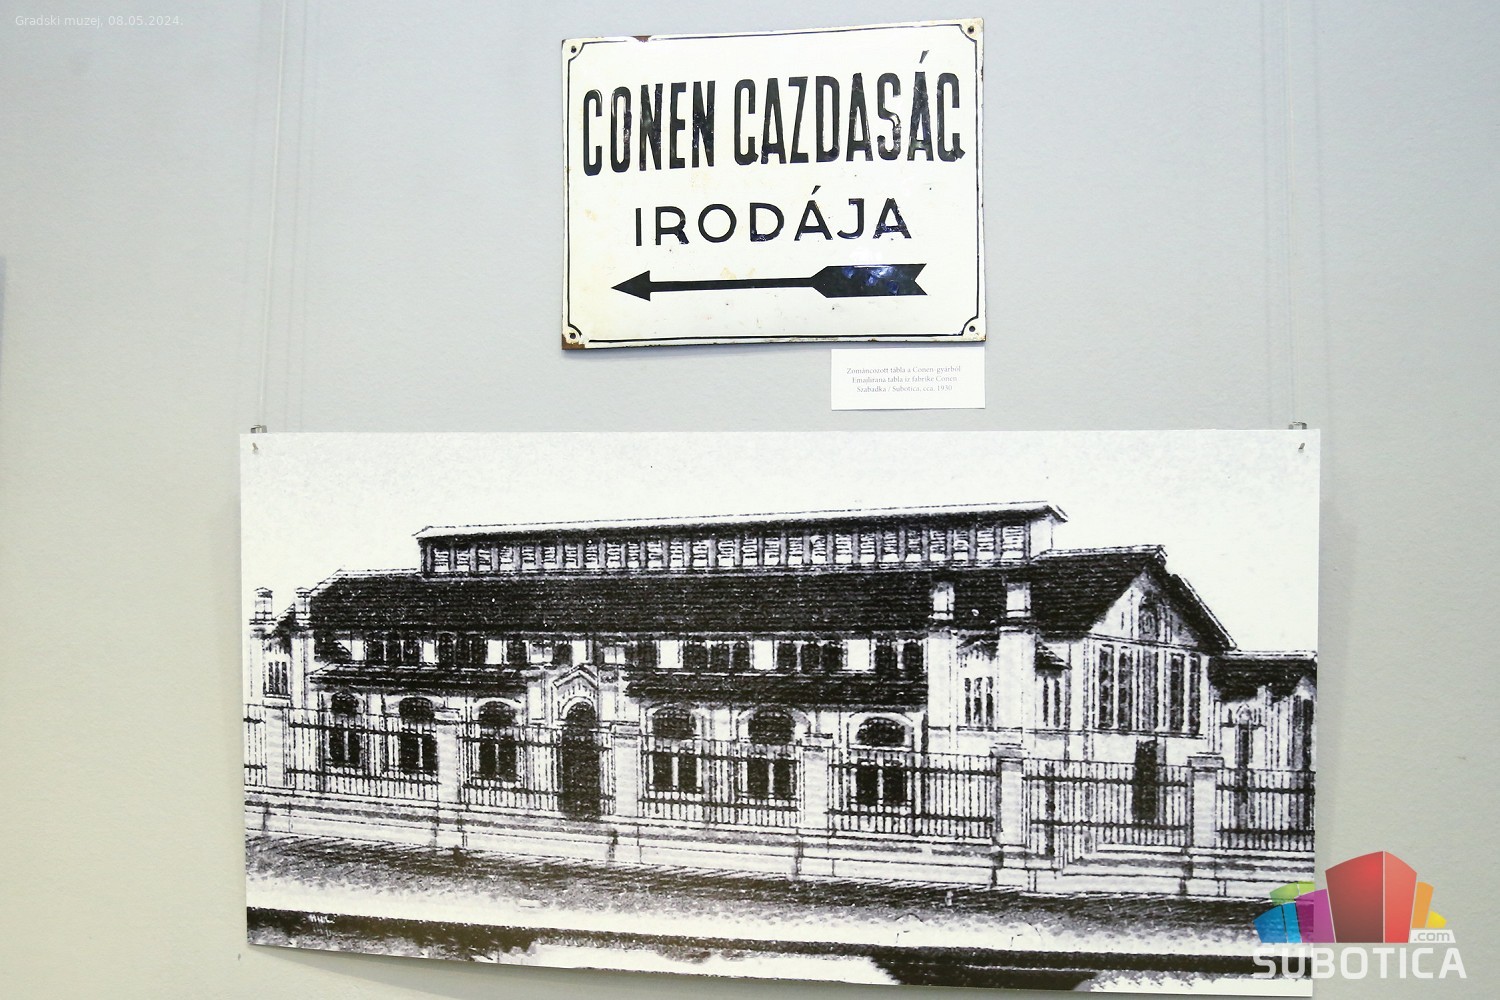 Gradski muzej, 08.05.2024.
CONEN GAZDASÁG
IRODÁJA
Zománcozott tábla a Conen-gyárból
Emailirana tabla iz fabrike Conen
Szabadka / Subotica, cca. 1930
.com
SUBOTICA